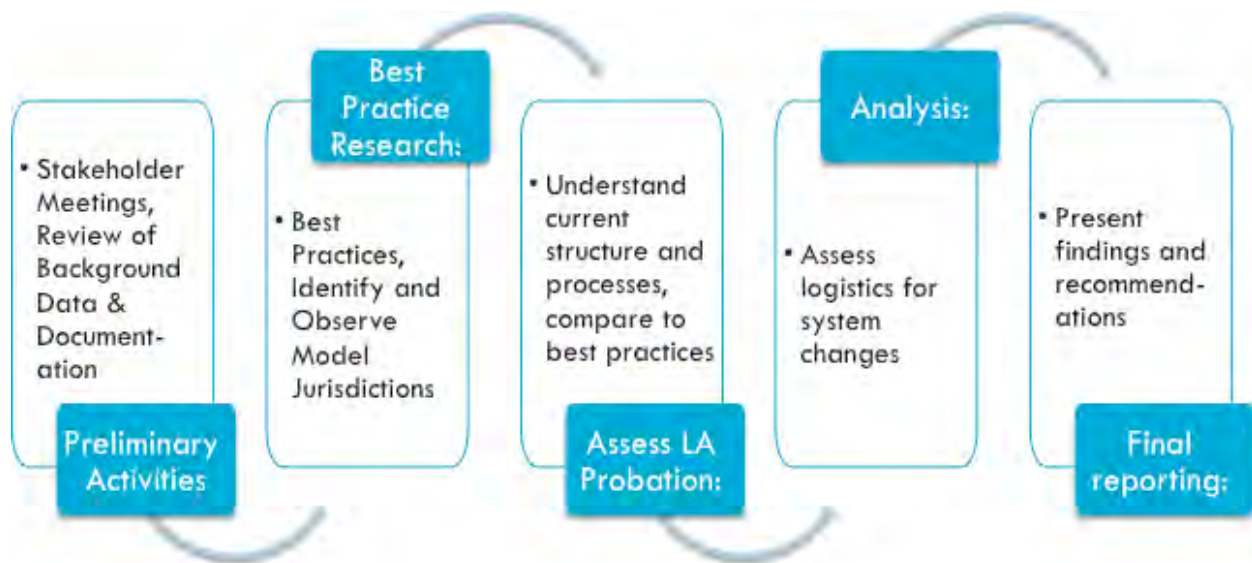 • Stakeholder
Meetings,
Review of
Background
Data &
Document-
ation
Preliminary
Activities
Best
Practice
Research:
• Best
Practices,
Identify and
Observe
Model
Jurisdictions
• Understand
current
structure and
processes,
compare to
best practices
Assess LA
Probation:
Analysis:
• Assess
logistics for
system
changes
• Present
findings and
recommend-
ations
Final
reporting: